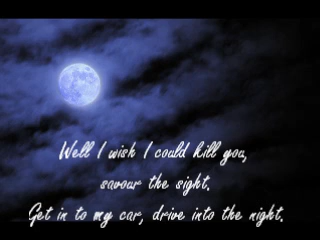 Well I wish I could kill you,
savour the sight.
Get in to my car, drive into the night.